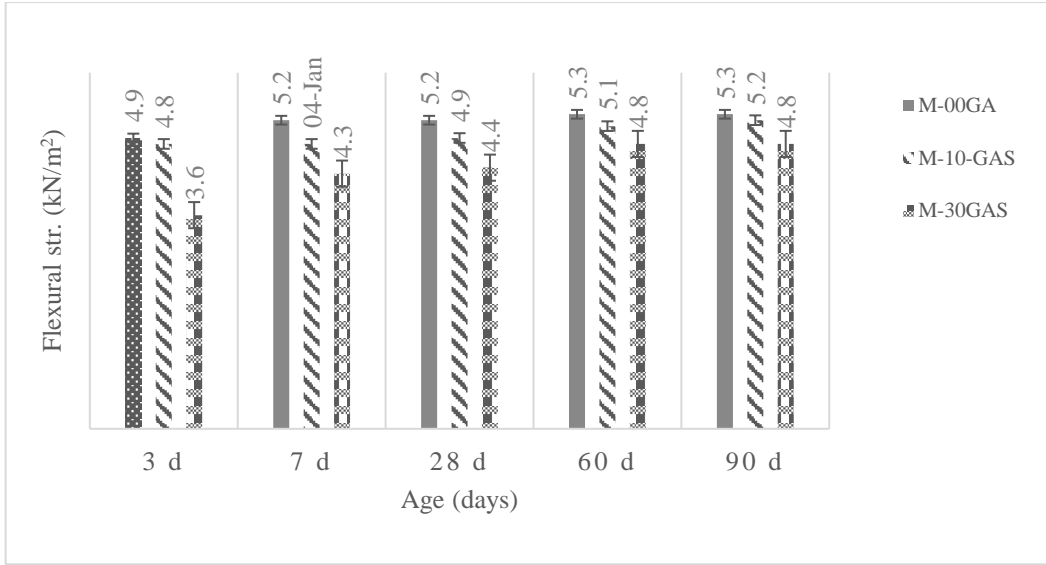 4.9
4.8
3.6
5.2
04-Jan
4.3
5.2
4.9
4.4
5.3
5.1
4.8
5.3
5.2
4.8
Flexural str. (kN/m²)
3 d 7 d 28 d 60 d 90 d
Age (days)
M-00GA
M-10-GAS
M-30GAS